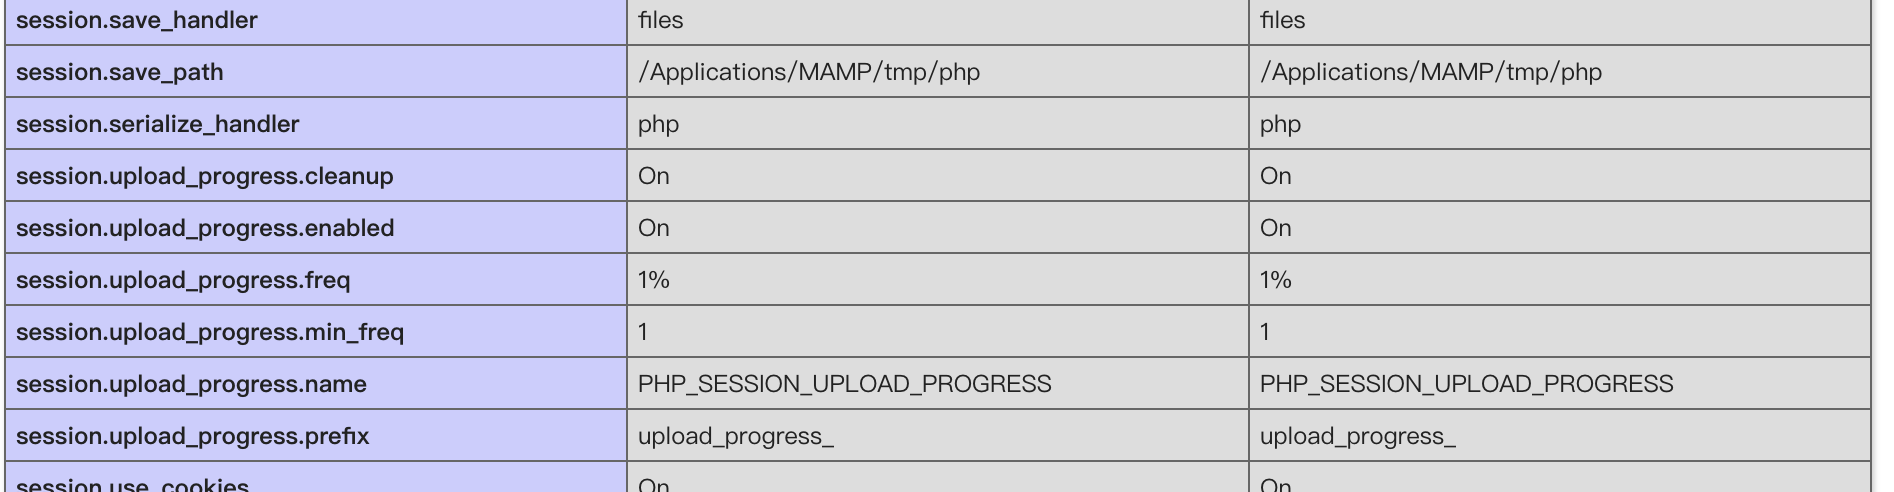 session.save_handler files files
session.save_path /Applications/MAMP/tmp/php /Applications/MAMP/tmp/php
session.serialize_handler php php
session.upload_progress.cleanup On On
session.upload_progress.enabled On On
session.upload_progress.freq 1% 1%
session.upload_progress.min_freq 1 1
session.upload_progress.name PHP_SESSION_UPLOAD_PROGRESS PHP_SESSION_UPLOAD_PROGRESS
session.upload_progress.prefix upload_progress_ upload_progress_
session.use_cookies On On